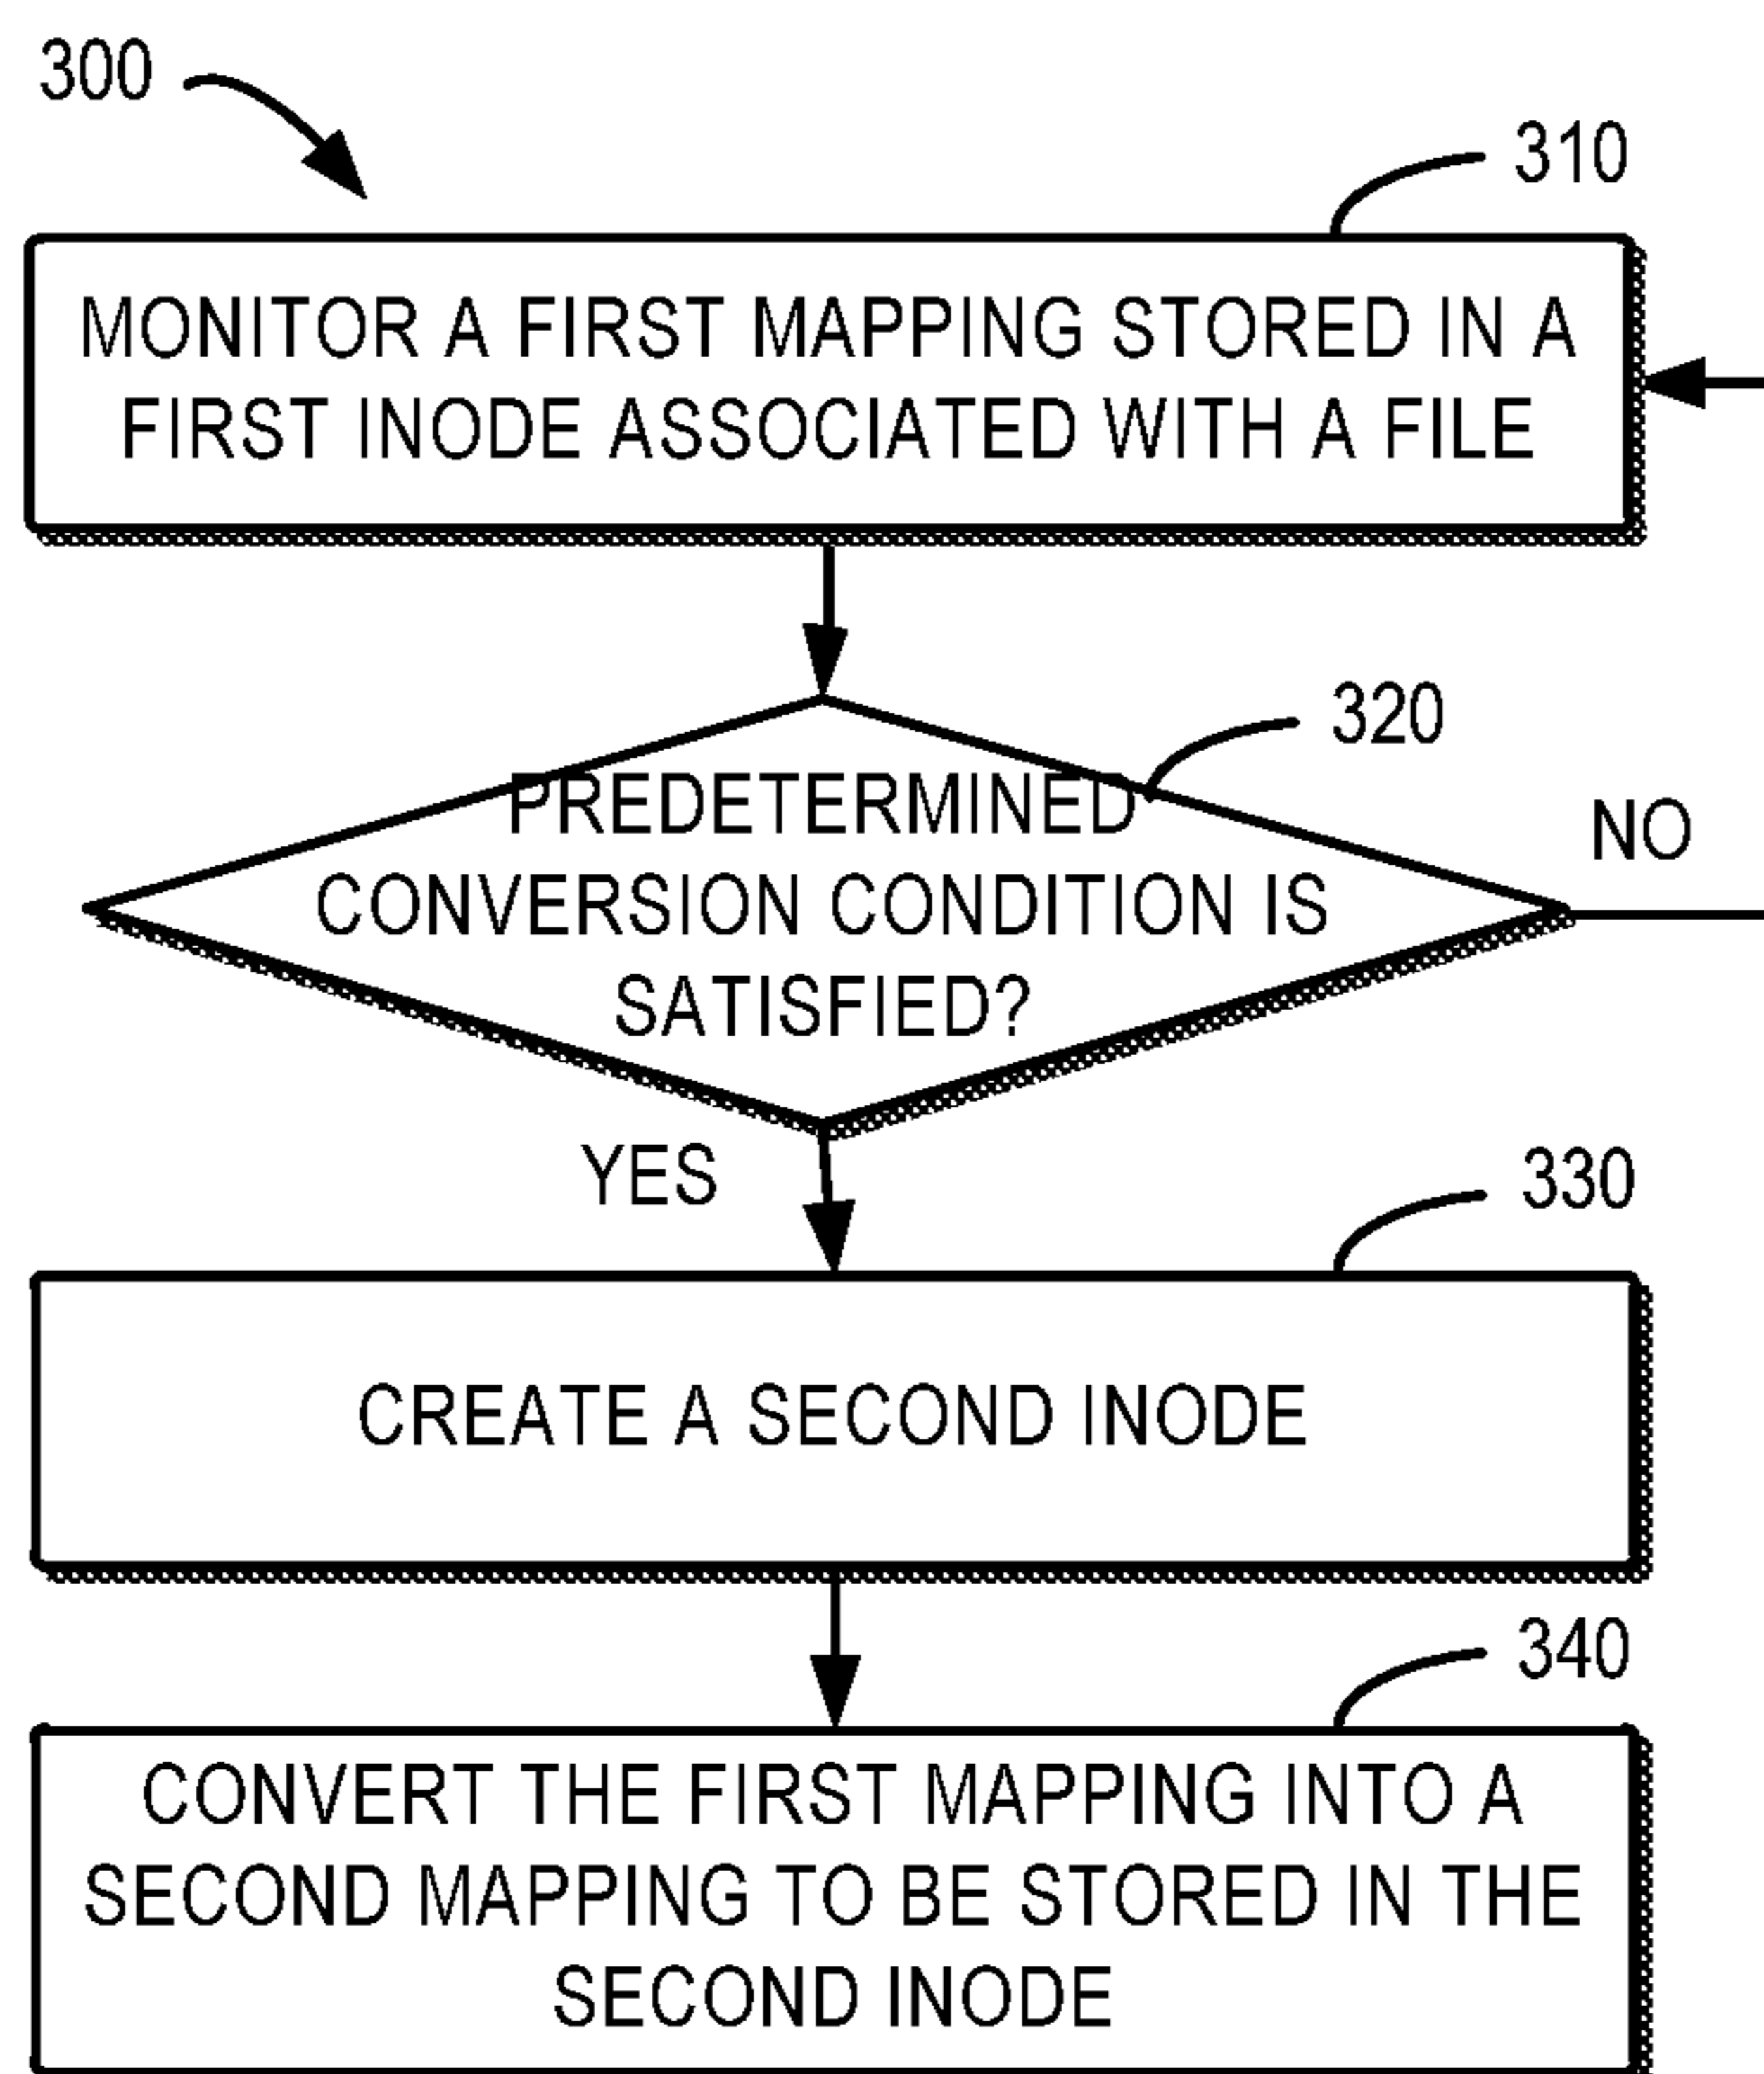 300
310
MONITOR A FIRST MAPPING STORED IN A
FIRST INODE ASSOCIATED WITH A FILE
320
PREDETERMINED
CONVERSION CONDITION IS
SATISFIED?
NO
YES
330
CREATE A SECOND INODE
340
CONVERT THE FIRST MAPPING INTO A
SECOND MAPPING TO BE STORED IN THE
SECOND INODE